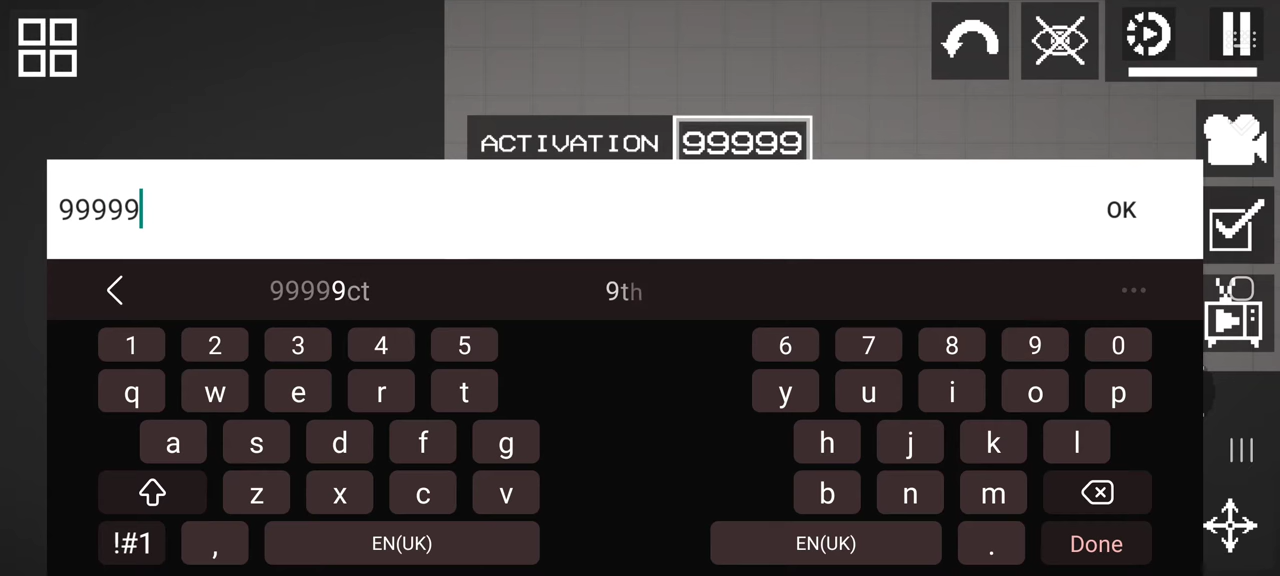 ACTIVATION 99999
99999 OK
99999ct 9th ...
1 2 3 4 5 6 7 8 9 0
q w e r t y u i o p
a s d f g h j k l
z x c v b n m
!#1 , EN(UK) EN(UK) . Done